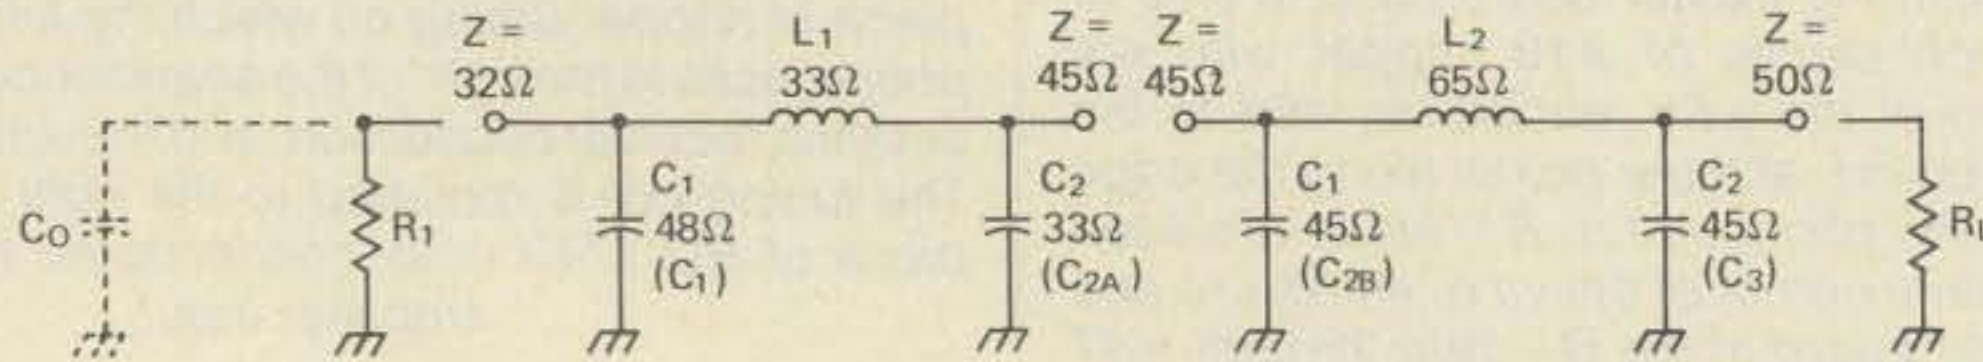 Z =
32Ω
L₁
33Ω
Z =
45Ω
Z =
45Ω
L₂
65Ω
Z =
50Ω
C₀
R₁
C₁
48Ω
(C₁)
C₂
33Ω
(C₂A)
C₁
45Ω
(C₂B)
C₂
45Ω
(C₃)